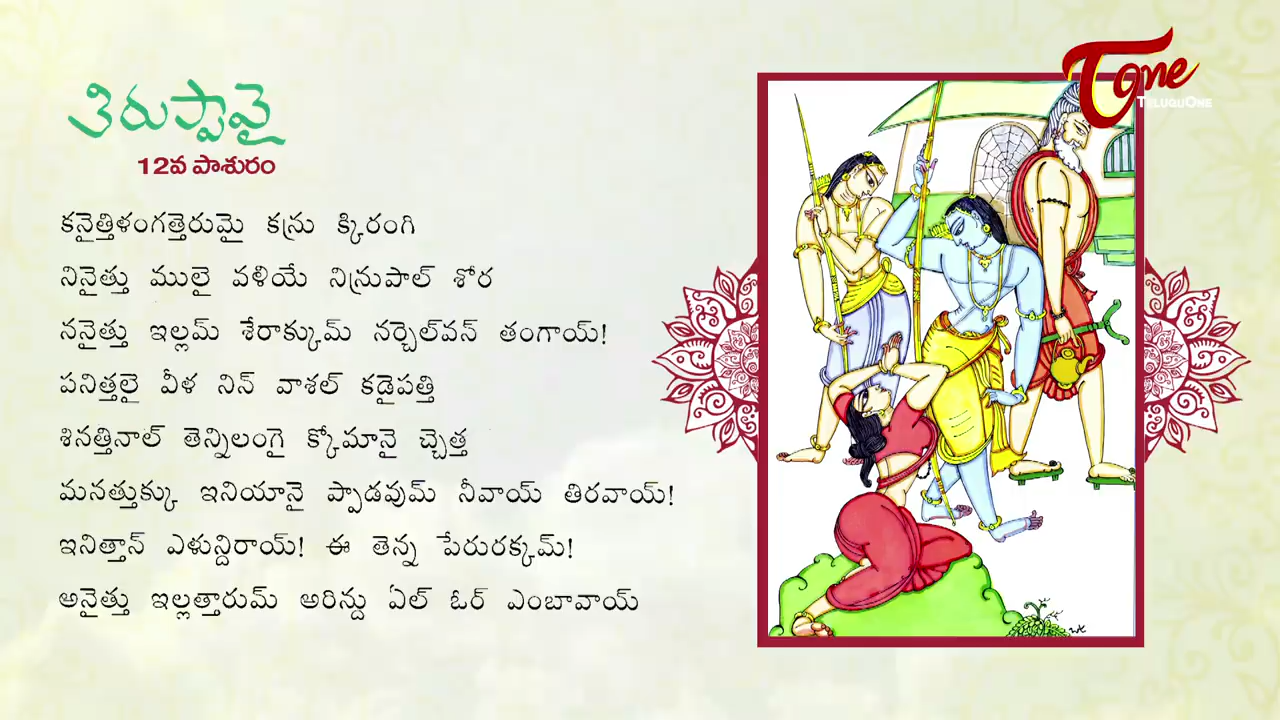 తిరుప్పావై
12వ పాశురం
కనైత్తిళంగత్తెరుమై కన్రు క్కిరంగి
నినైత్తు ములై వళియే నిన్రుపాల్ శోర
ననైత్తు ఇల్లమ్ శేరాక్కుమ్ నర్చెల్‌వన్ తంగాయ్!
పనిత్తలై వీళ నిన్ వాశల్ కడైపత్తి
శినత్తినాల్ తెన్నిలంగై క్కోమానై చ్చెత్త
మనత్తుక్కు ఇనియానై ప్పాడవుమ్ నీవాయ్ తిరవాయ్!
ఇనిత్తాన్ ఎళున్దిరాయ్! ఈ తెన్న పేరురక్కమ్!
అనైత్తు ఇల్లత్తారుమ్ అరిన్దు ఏల్ ఓర్ ఎంబావాయ్
Tone
TELUGUONE